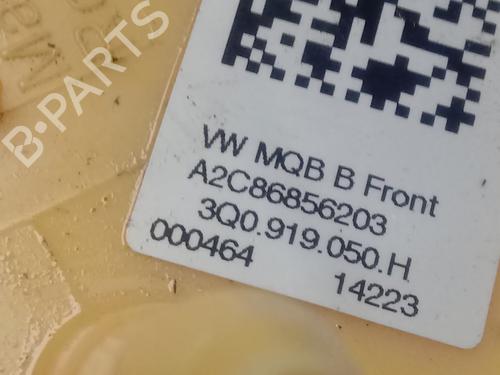 B-PARTS
VW MQB B Front
A2C86856203
3Q0.919.050.H
000464 14223